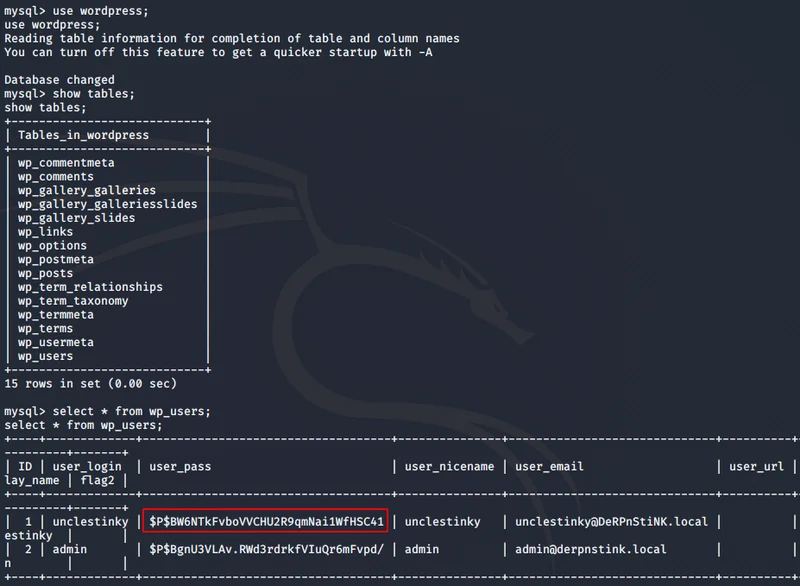 mysql> use wordpress;
use wordpress;
Reading table information for completion of table and column names
You can turn off this feature to get a quicker startup with -A
Database changed
mysql> show tables;
show tables;
+----------------------------+
| Tables_in_wordpress        |
+----------------------------+
| wp_commentmeta
| wp_comments
| wp_gallery_galleries
| wp_gallery_galleriesslides
| wp_gallery_slides
| wp_links
| wp_options
| wp_postmeta
| wp_posts
| wp_term_relationships
| wp_term_taxonomy
| wp_termmeta
| wp_terms
| wp_usermeta
| wp_users                   |
+----------------------------+
15 rows in set (0.00 sec)
mysql> select * from wp_users;
select * from wp_users;
+----+-------------+------------------------------------+--------------+------------------------------+----------+
----------+-------+
| ID | user_login | user_pass | user_nicename | user_email | user_url |
lay_name | flag2 |
+----+-------------+------------------------------------+--------------+------------------------------+----------+
----------+-------+
| 1 | unclestinky | $P$BW6NTkFvboVVCHU2R9qmNai1WfHSC41 | unclestinky | unclestinky@DeRPnStiNK.local |
estinky | |
| 2 | admin | $P$BgnU3VLAv.RWd3rdrkfVIuQr6mFvpd/ | admin | admin@derpnstink.local | |
n | |
+----+-------------+------------------------------------+--------------+------------------------------+----------+